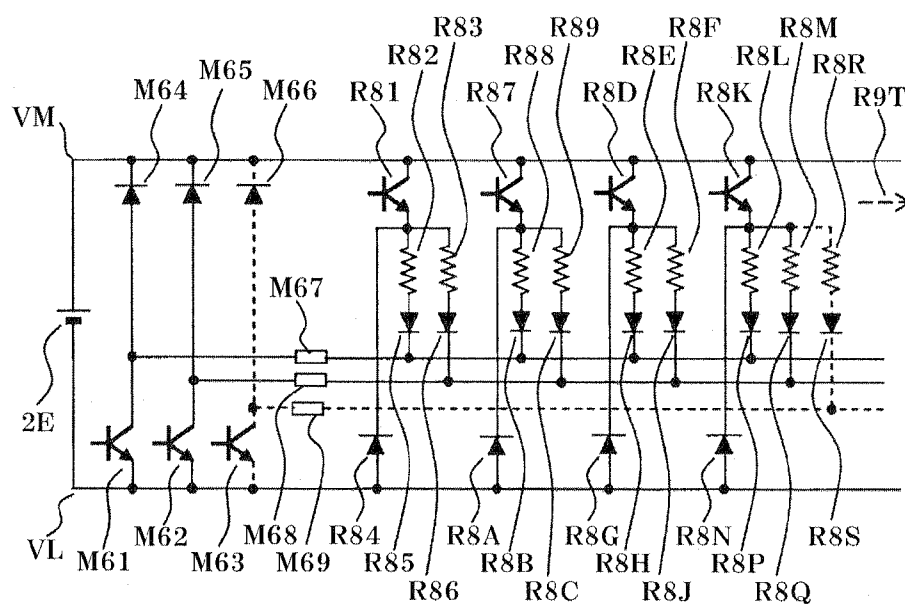 R83 R89 R8F R8M
R82 R88 R8E R8L
M65 R8R
M64 M66 R81 R87 R8D R8K R9T
VM
M67
2E
M68 R84 R8A R8G R8N R8S
VL M61 M62 M63 M69 R85 R8B R8H R8P
R86 R8C R8J R8Q